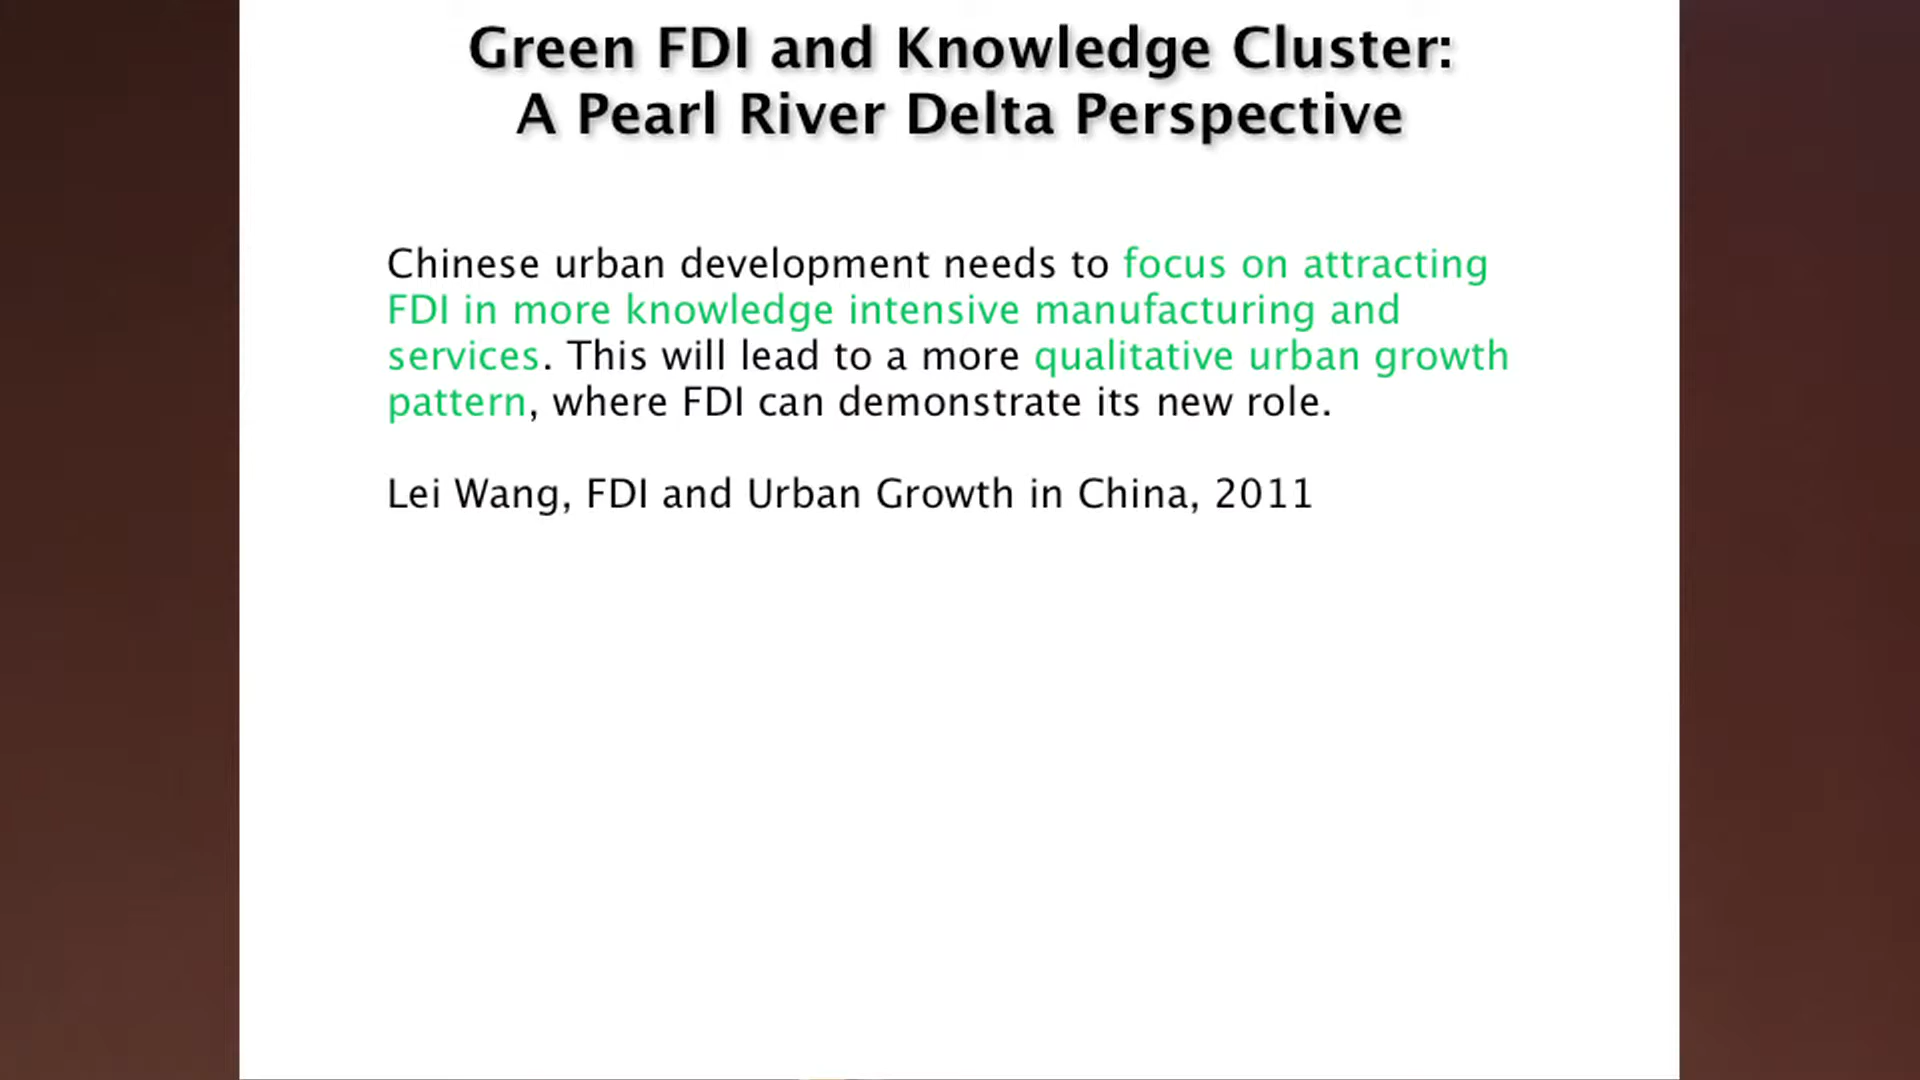 Green FDI and Knowledge Cluster:
A Pearl River Delta Perspective
Chinese urban development needs to focus on attracting
FDI in more knowledge intensive manufacturing and
services. This will lead to a more qualitative urban growth
pattern, where FDI can demonstrate its new role.
Lei Wang, FDI and Urban Growth in China, 2011